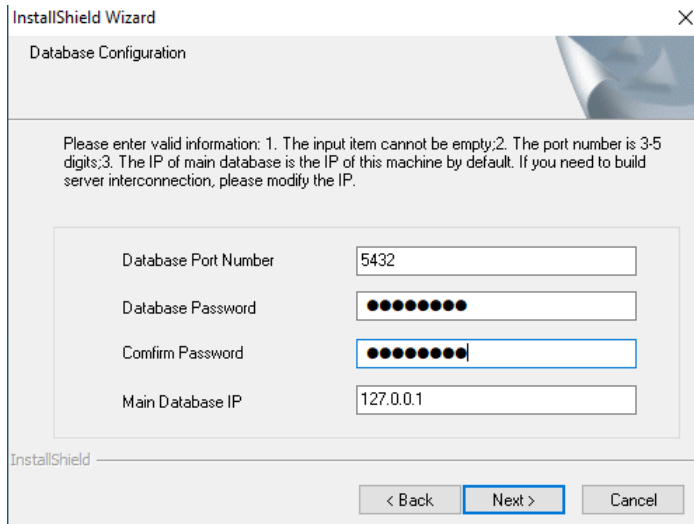 InstallShield Wizard
Database Configuration
Please enter valid information: 1. The input item cannot be empty;2. The port number is 3-5
digits;3. The IP of main database is the IP of this machine by default. If you need to build
server interconnection, please modify the IP.
Database Port Number 5432
Database Password ●●●●●●●●
Comfirm Password ●●●●●●●●
Main Database IP 127.0.0.1
InstallShield
< Back Next > Cancel